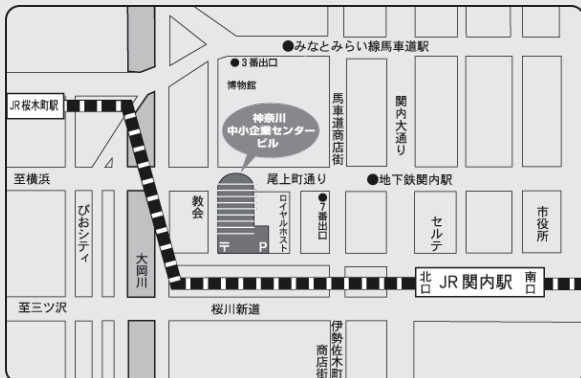 ●みなとみらい線馬車道駅
●3番出口
博物館
JR桜木町駅
神奈川
中小企業センター
ビル
馬車道商店街
関内大通り
至横浜
尾上町通り
●地下鉄関内駅
ぴおシティ
大岡川
教会
〒
P
ロイヤルホスト
●7番出口
セルテ
市役所
北口
JR関内駅
南口
至三ツ沢
桜川新道
伊勢佐木町
商店街